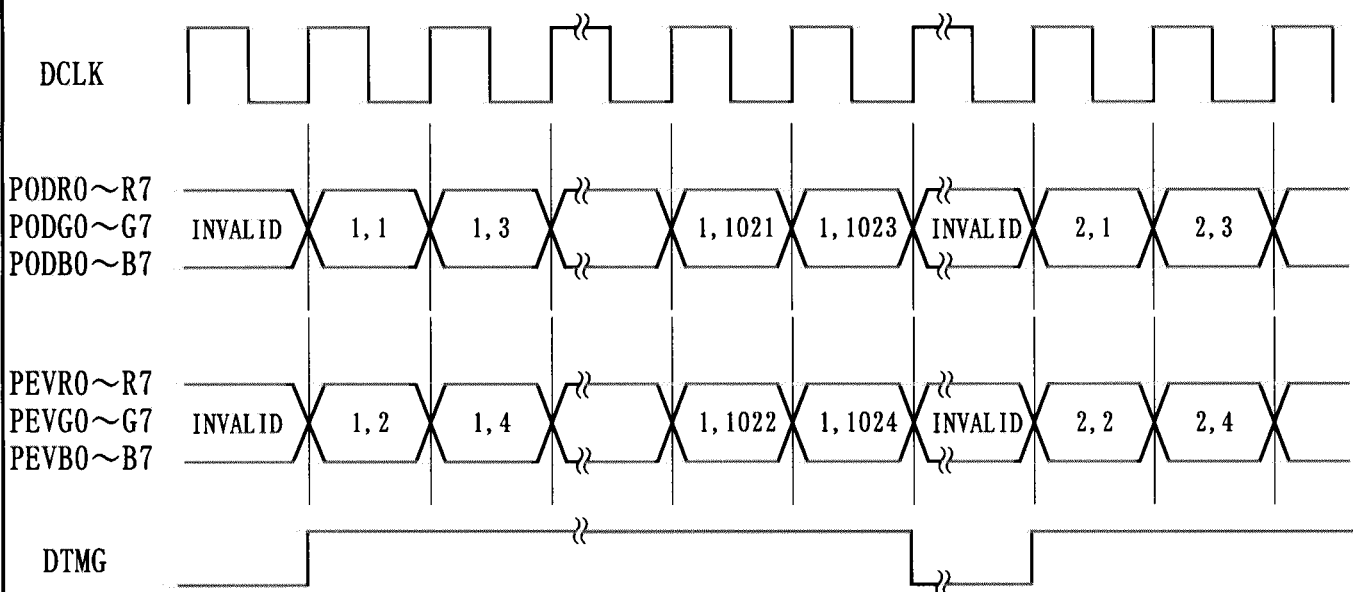 DCLK
PODR0～R7
PODG0～G7
PODB0～B7
INVALID 1,1 1,3 1,1021 1,1023 INVALID 2,1 2,3
PEVR0～R7
PEVG0～G7
PEVB0～B7
INVALID 1,2 1,4 1,1022 1,1024 INVALID 2,2 2,4
DTMG